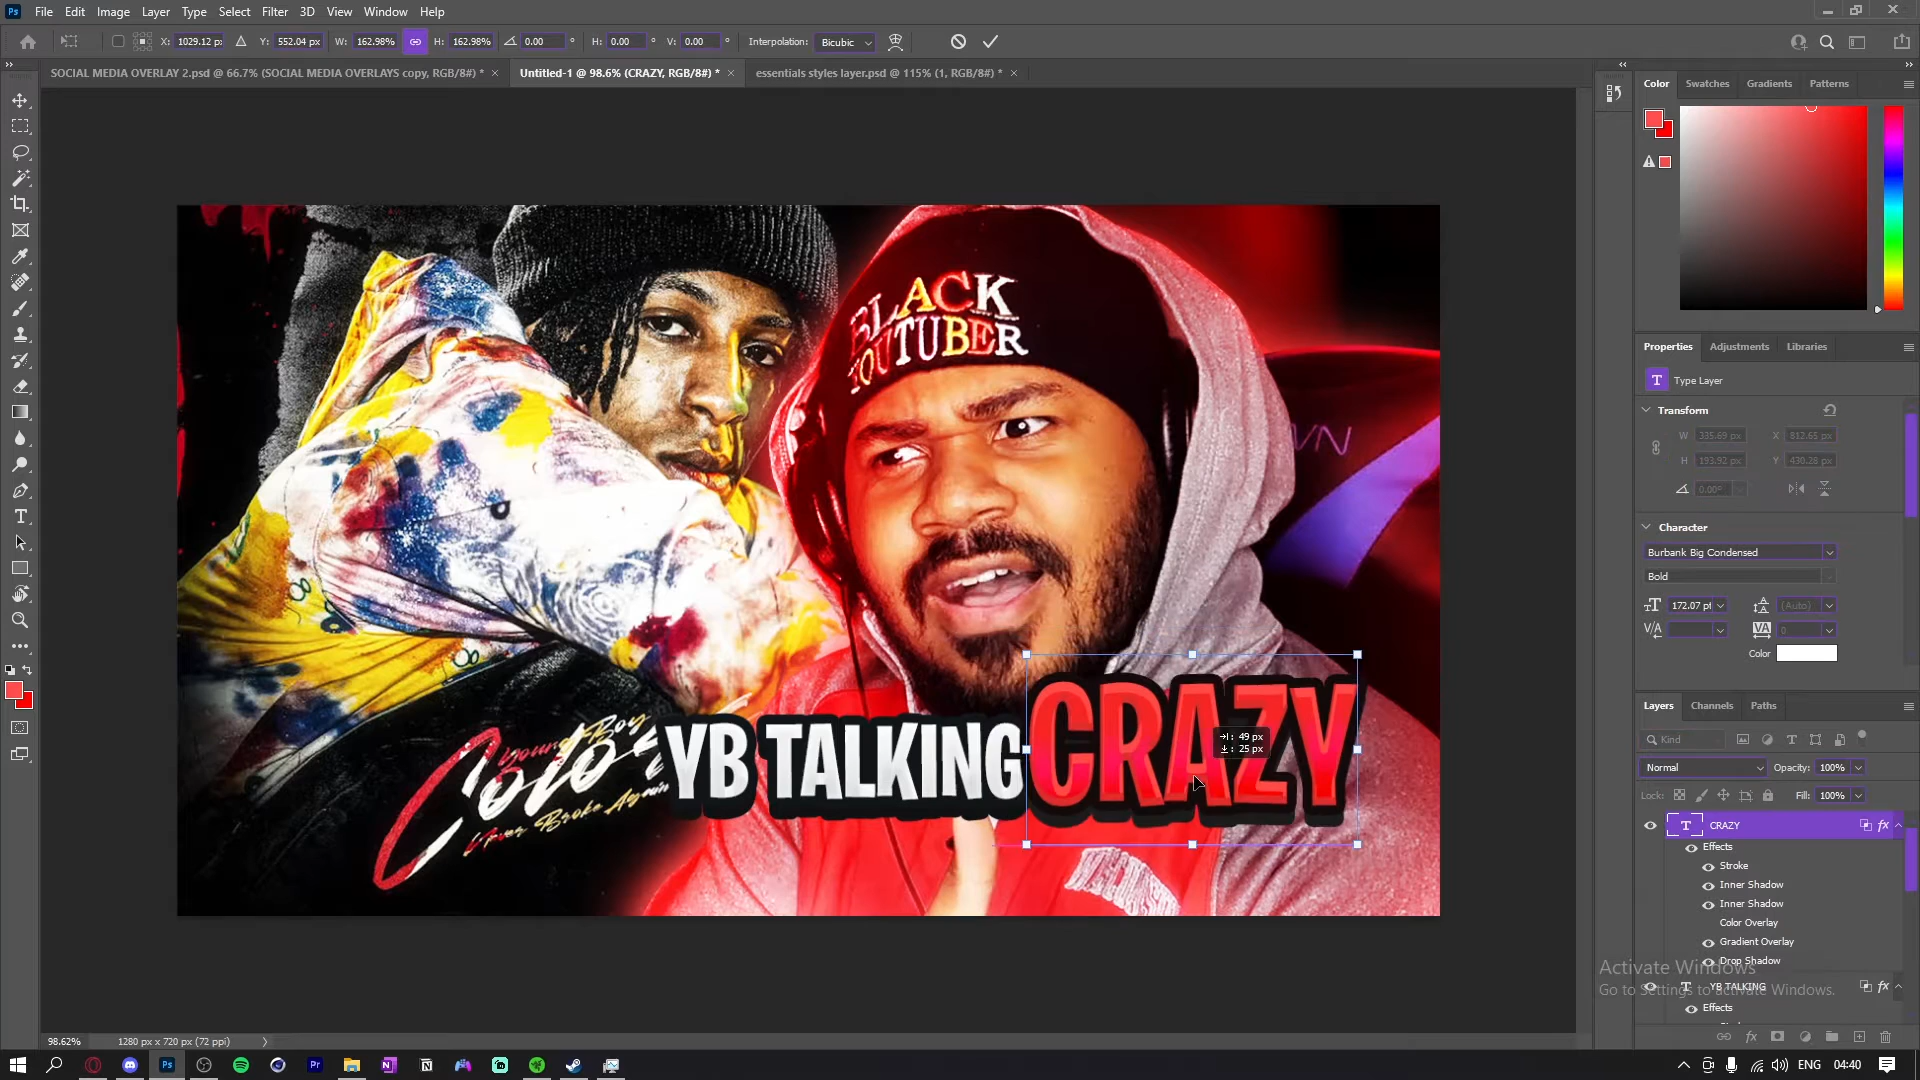 Ps File Edit Image Layer Type Select Filter 3D View Window Help
X: 1029.12 px Y: 552.04 px W: 162.98% H: 162.98% 0.00 ° H: 0.00 ° V: 0.00 ° Interpolation: Bicubic
SOCIAL MEDIA OVERLAY 2.psd @ 66.7% (SOCIAL MEDIA OVERLAYS copy, RGB/8#) * × Untitled-1 @ 98.6% (CRAZY, RGB/8#) * × essentials styles layer.psd @ 115% (1, RGB/8#) * ×
Color Swatches Gradients Patterns
BLACK
YOUTUBER
Properties Adjustments Libraries
T Type Layer
Transform
W 335.69 px X 812.65 px
H 193.92 px Y 430.28 px
0.00°
Character
Burbank Big Condensed
Bold
172.07 pt (Auto)
0
Color
Never Broke Again
YB TALKING
CRAZY
49 px
25 px
Layers Channels Paths
Kind
Normal Opacity: 100%
Lock: Fill: 100%
T CRAZY fx
Effects
Stroke
Inner Shadow
Inner Shadow
Color Overlay
Gradient Overlay
Drop Shadow
T YB TALKING fx
Effects
Activate Windows
Go to Settings to activate Windows.
98.62% 1280 px x 720 px (72 ppi)
Ps Pr N ENG 04:40